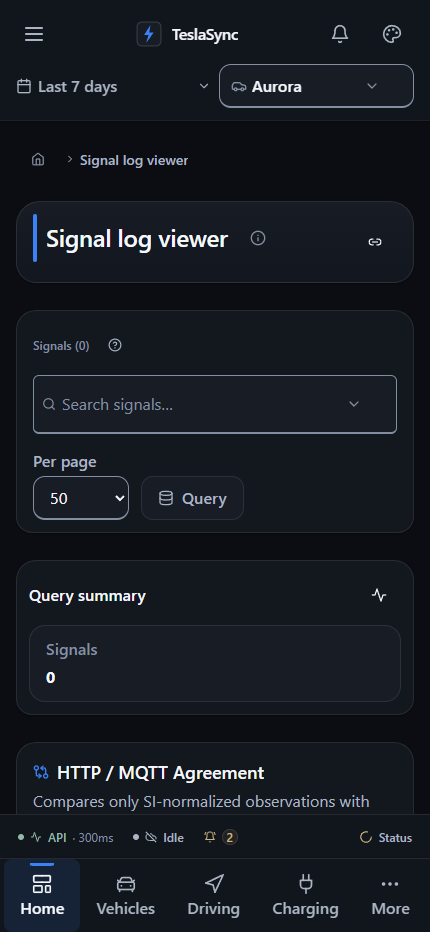 TeslaSync
Last 7 days
Aurora
Signal log viewer
Signal log viewer
Signals (0)
Search signals...
Per page
50
Query
Query summary
Signals
0
HTTP / MQTT Agreement
Compares only SI-normalized observations with
API · 300ms
Idle
2
Status
Home
Vehicles
Driving
Charging
More